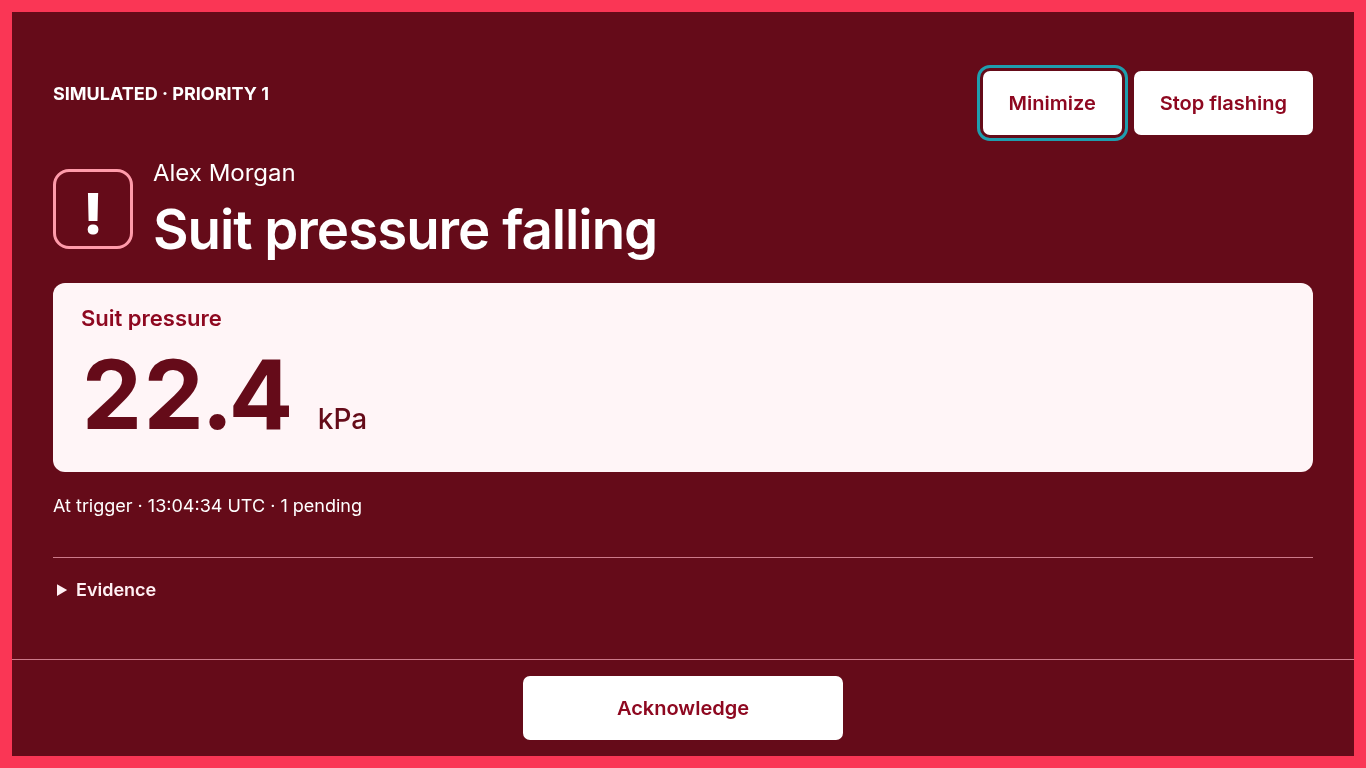 SIMULATED · PRIORITY 1
Minimize
Stop flashing
!
Alex Morgan
Suit pressure falling
Suit pressure
22.4 kPa
At trigger · 13:04:34 UTC · 1 pending
Evidence
Acknowledge